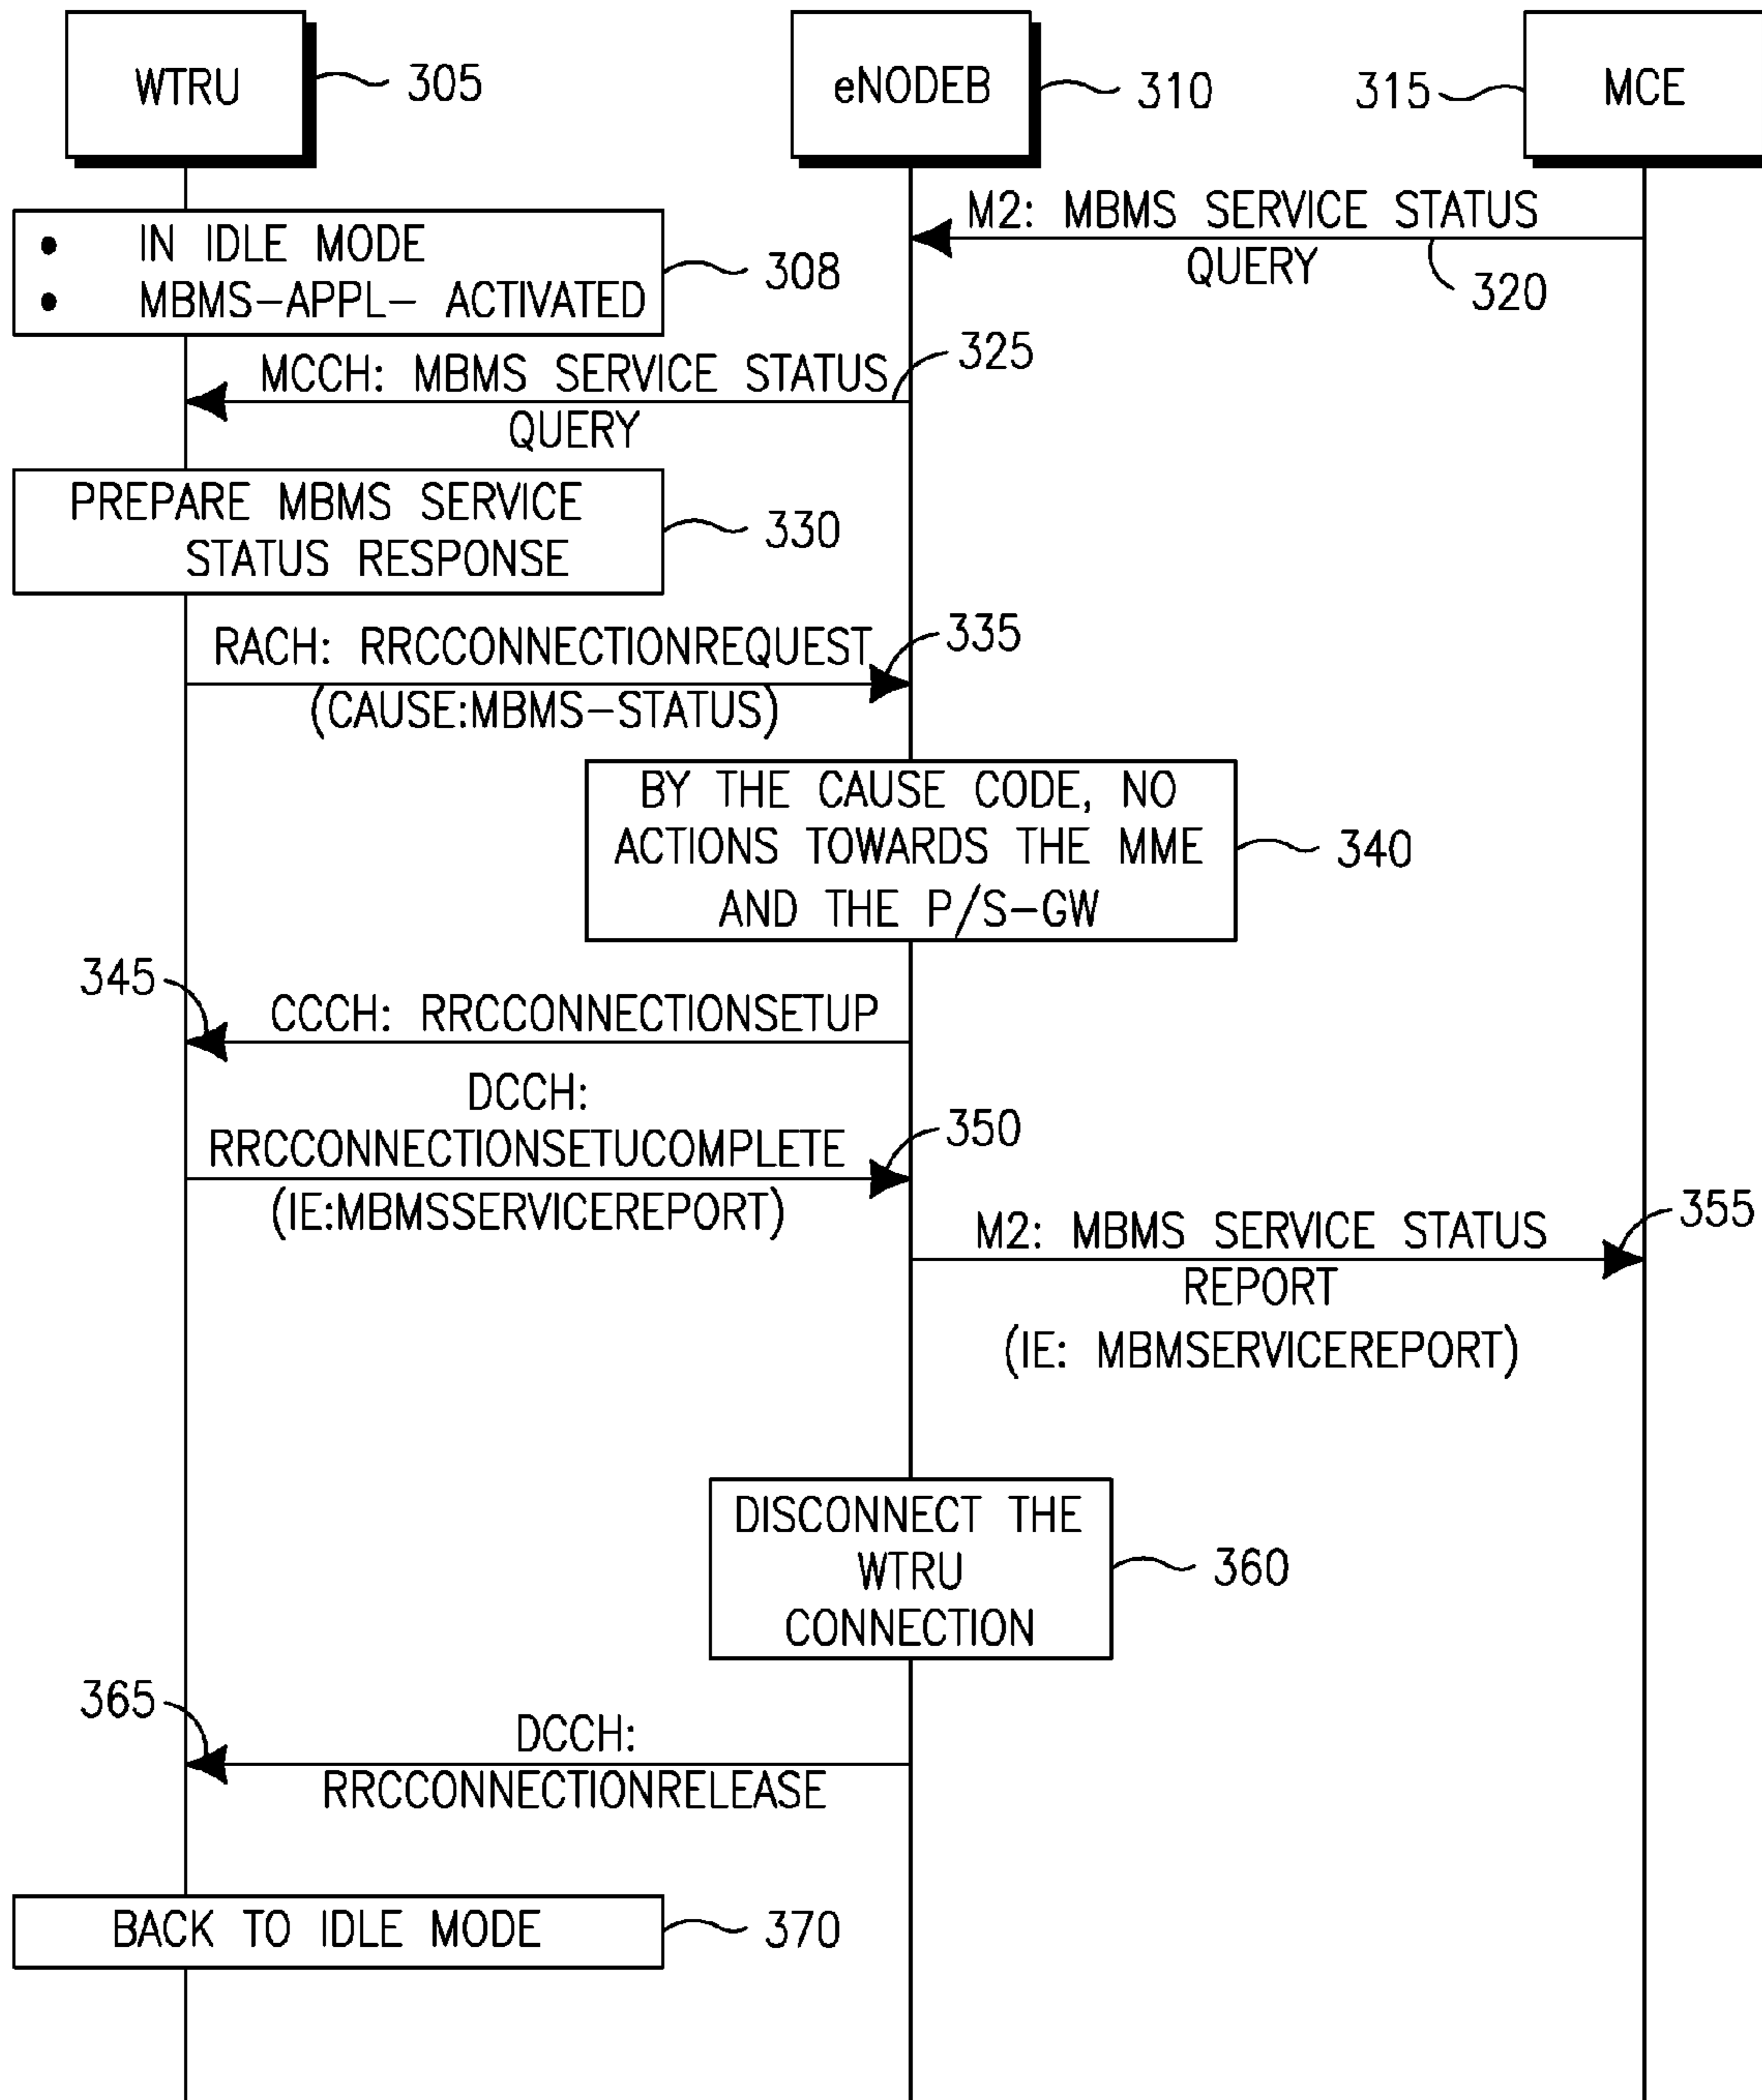 WTRU
305
eNODEB
310
315
MCE
• IN IDLE MODE
• MBMS-APPL- ACTIVATED
308
M2: MBMS SERVICE STATUS
QUERY
320
325
MCCH: MBMS SERVICE STATUS
QUERY
PREPARE MBMS SERVICE
STATUS RESPONSE
330
RACH: RRCCONNECTIONREQUEST
(CAUSE:MBMS-STATUS)
335
BY THE CAUSE CODE, NO
ACTIONS TOWARDS THE MME
AND THE P/S-GW
340
345
CCCH: RRCCONNECTIONSETUP
DCCH:
RRCCONNECTIONSETUCOMPLETE
(IE:MBMSSERVICEREPORT)
350
M2: MBMS SERVICE STATUS
REPORT
(IE: MBMSERVICEREPORT)
355
DISCONNECT THE
WTRU
CONNECTION
360
365
DCCH:
RRCCONNECTIONRELEASE
BACK TO IDLE MODE
370